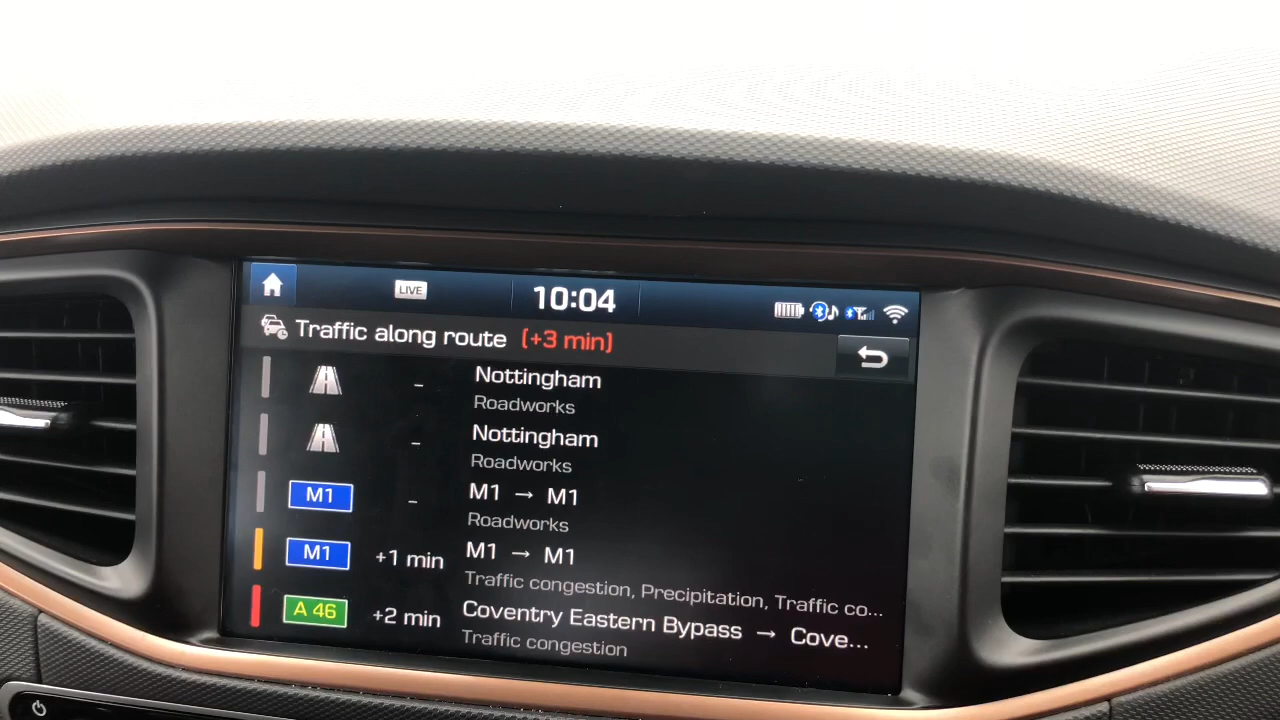 LIVE
10:04
Traffic along route (+3 min)
- Nottingham
Roadworks
- Nottingham
Roadworks
M1 - M1 → M1
Roadworks
M1 +1 min M1 → M1
Traffic congestion, Precipitation, Traffic co...
A 46 +2 min Coventry Eastern Bypass → Cove...
Traffic congestion